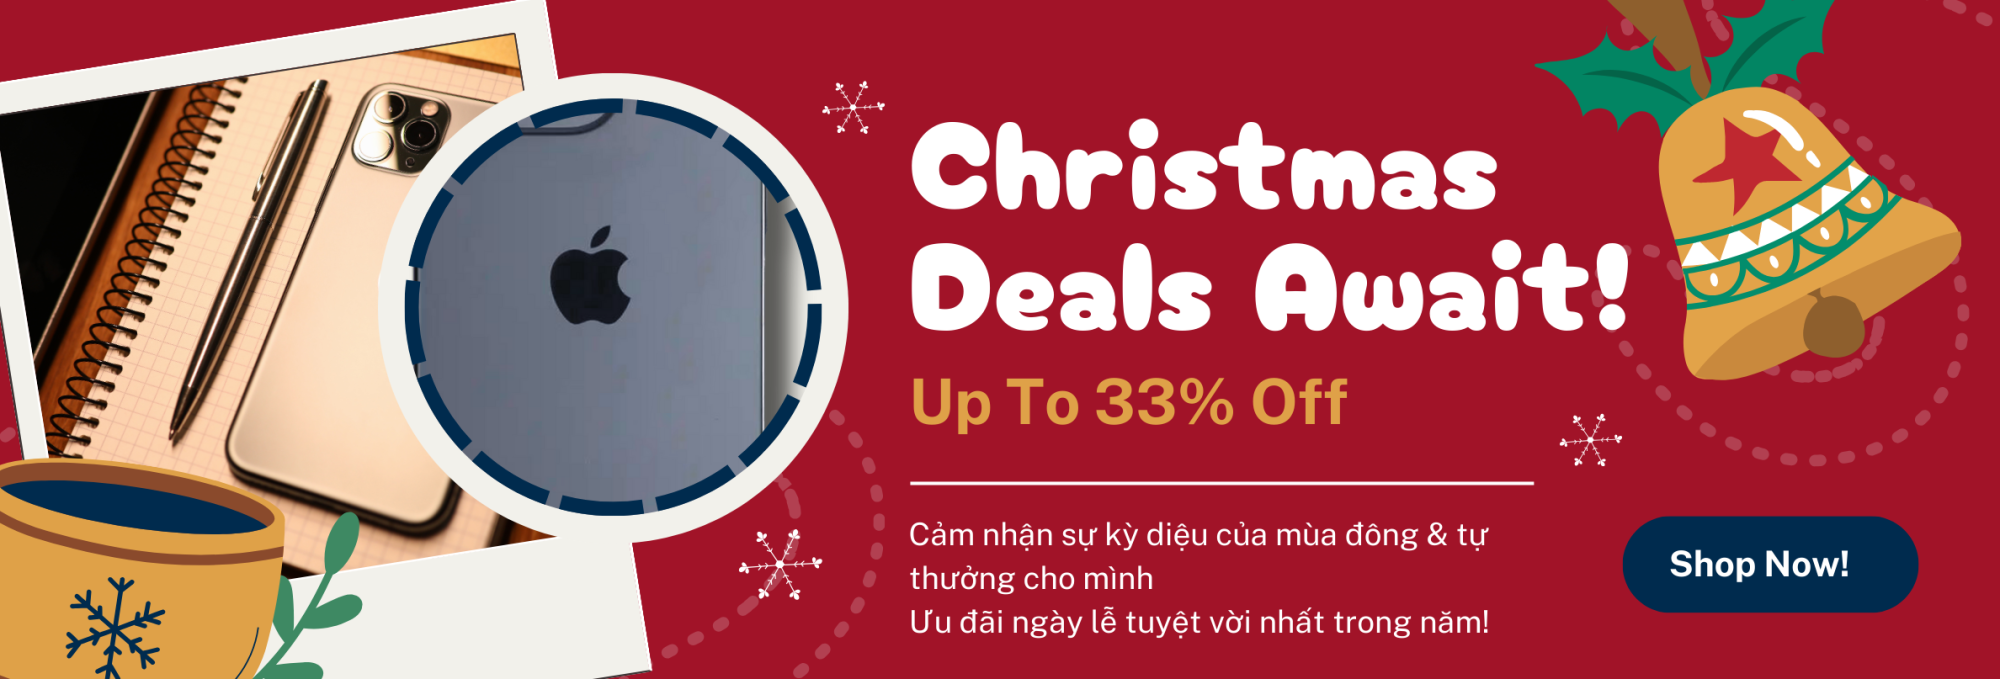 Christmas
Deals Await!
Up To 33% Off
Cảm nhận sự kỳ diệu của mùa đông & tự
thưởng cho mình
Ưu đãi ngày lễ tuyệt vời nhất trong năm!
Shop Now!